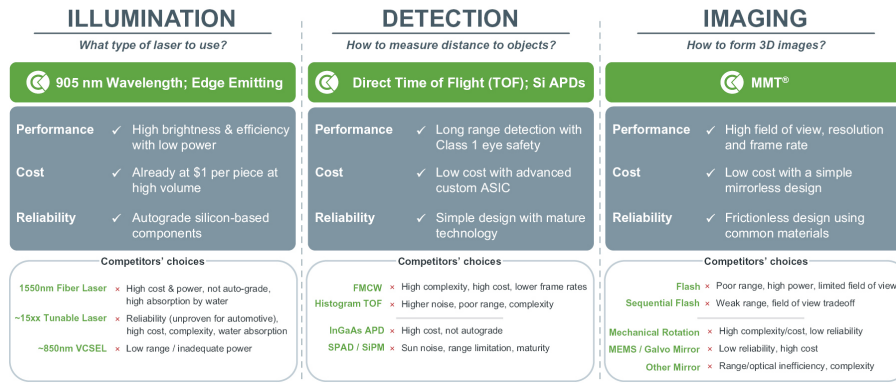 ILLUMINATION
What type of laser to use?
905 nm Wavelength; Edge Emitting
Performance ✓ High brightness & efficiency
with low power
Cost ✓ Already at $1 per piece at
high volume
Reliability ✓ Autograde silicon-based
components
Competitors' choices
1550nm Fiber Laser × High cost & power, not auto-grade,
high absorption by water
~15xx Tunable Laser × Reliability (unproven for automotive),
high cost, complexity, water absorption
~850nm VCSEL × Low range / inadequate power
DETECTION
How to measure distance to objects?
Direct Time of Flight (TOF); Si APDs
Performance ✓ Long range detection with
Class 1 eye safety
Cost ✓ Low cost with advanced
custom ASIC
Reliability ✓ Simple design with mature
technology
Competitors' choices
FMCW × High complexity, high cost, lower frame rates
Histogram TOF × Higher noise, poor range, complexity
InGaAs APD × High cost, not autograde
SPAD / SiPM × Sun noise, range limitation, maturity
IMAGING
How to form 3D images?
MMT®
Performance ✓ High field of view, resolution
and frame rate
Cost ✓ Low cost with a simple
mirrorless design
Reliability ✓ Frictionless design using
common materials
Competitors' choices
Flash × Poor range, high power, limited field of view
Sequential Flash × Weak range, field of view tradeoff
Mechanical Rotation × High complexity/cost, low reliability
MEMS / Galvo Mirror × Low reliability, high cost
Other Mirror × Range/optical inefficiency, complexity